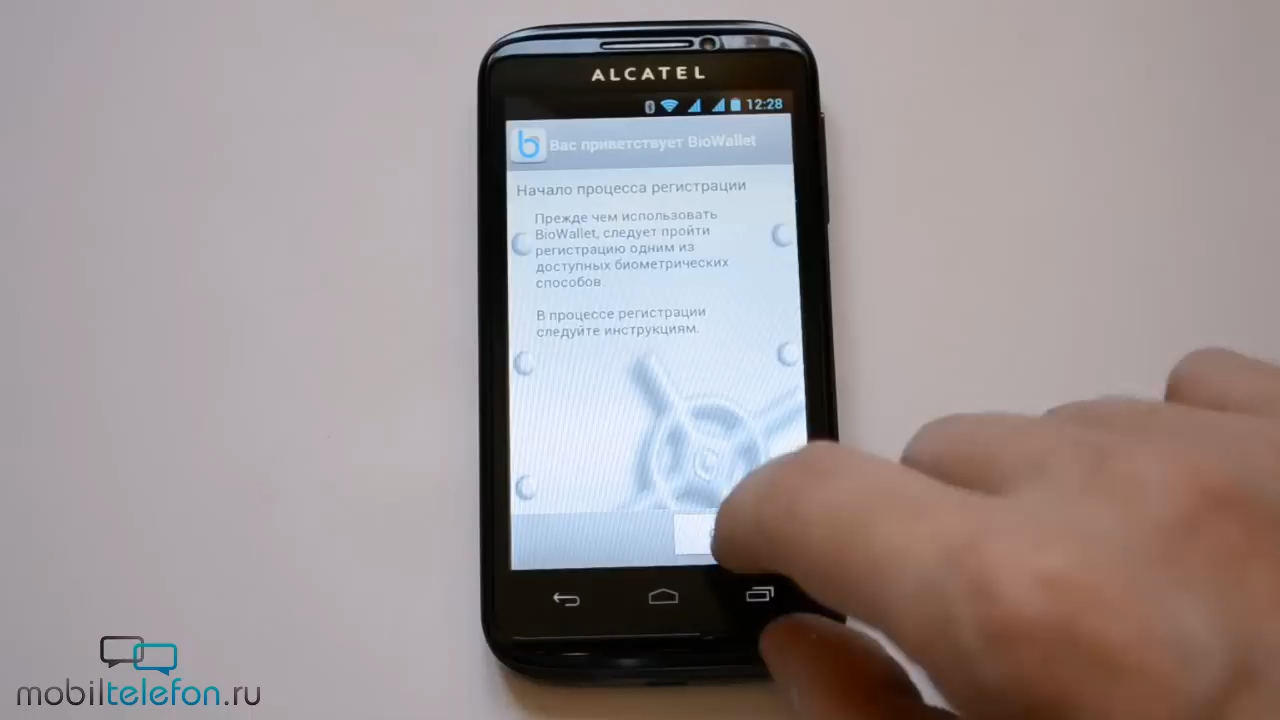 ALCATEL
12:28
Вас приветствует BioWallet
Начало процесса регистрации
Прежде чем использовать
BioWallet, следует пройти
регистрацию одним из
доступных биометрических
способов.
В процессе регистрации
следуйте инструкциям.
mobiltelefon.ru